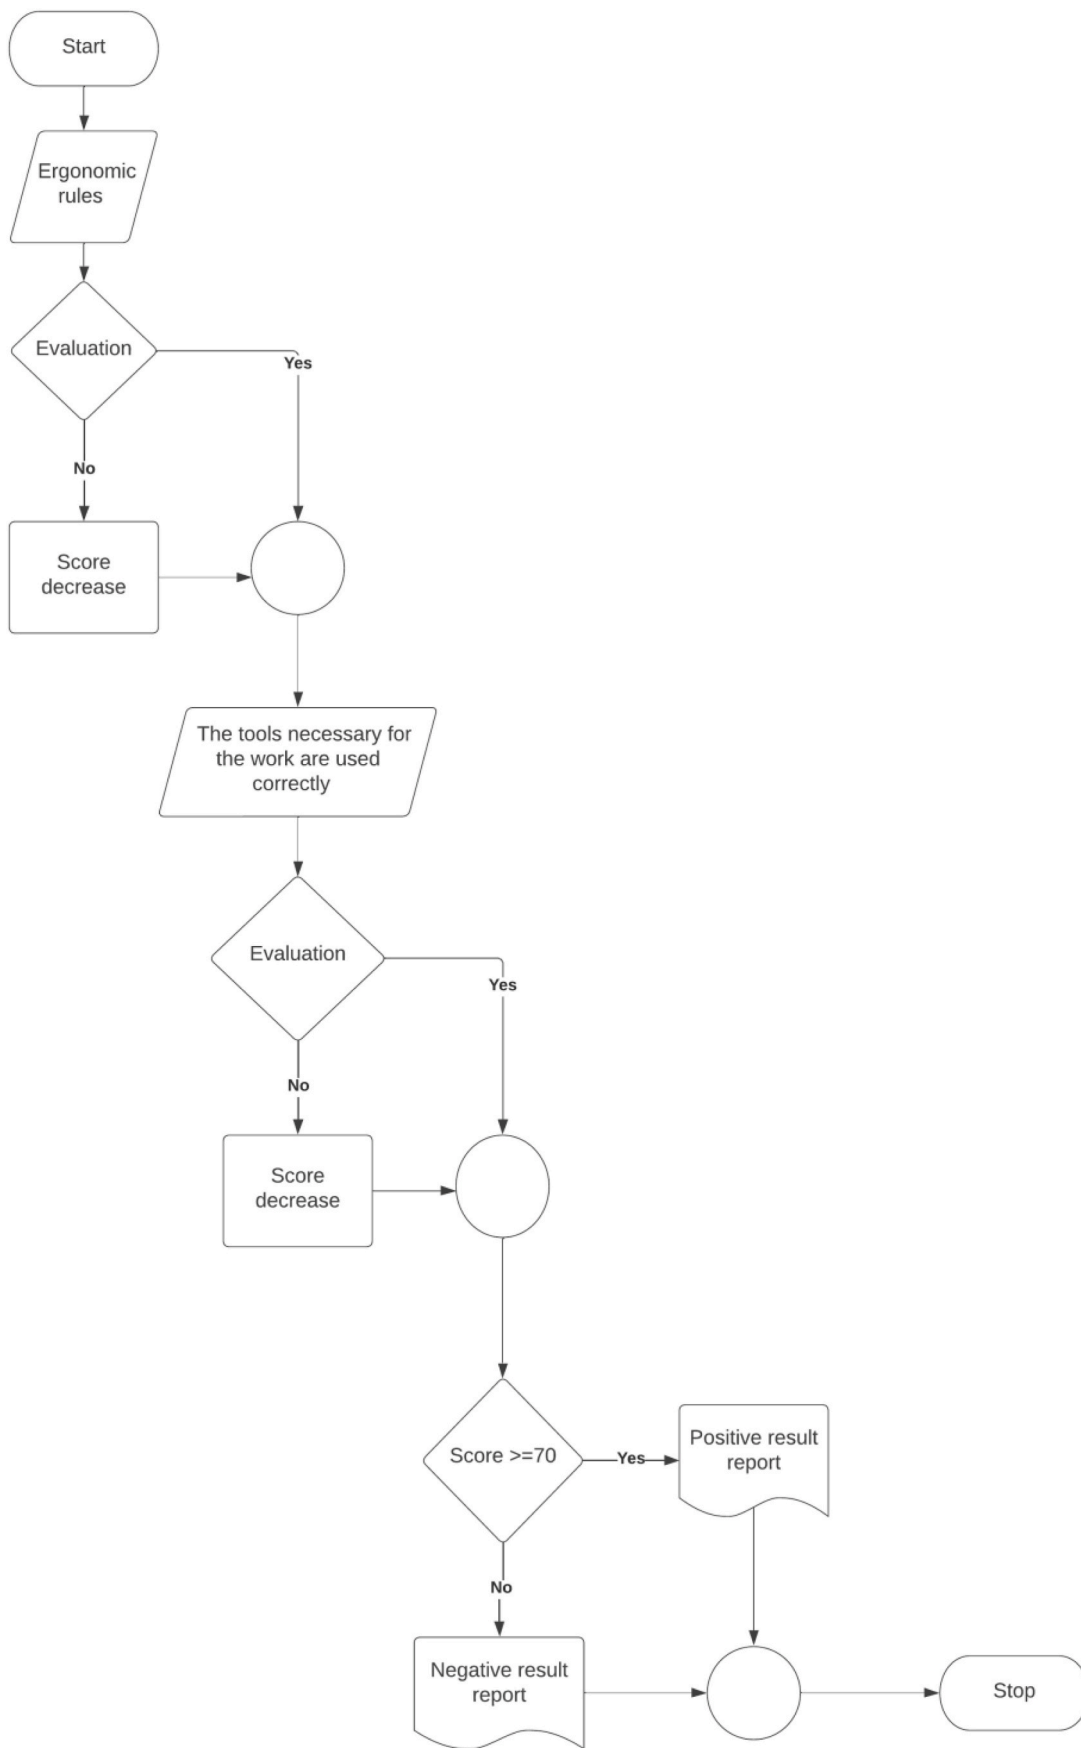 Start
Ergonomic
rules
Evaluation
Yes
No
Score
decrease
The tools necessary for
the work are used
correctly
Evaluation
Yes
No
Score
decrease
Score >=70
Yes
Positive result
report
No
Negative result
report
Stop